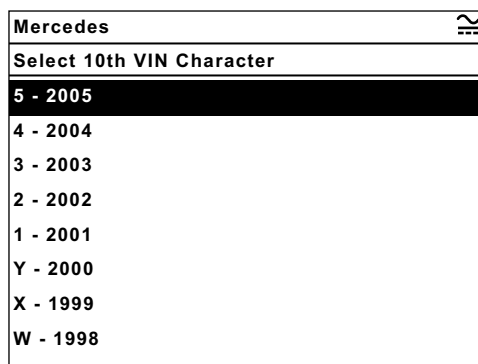 Mercedes
Select 10th VIN Character
5 - 2005
4 - 2004
3 - 2003
2 - 2002
1 - 2001
Y - 2000
X - 1999
W - 1998